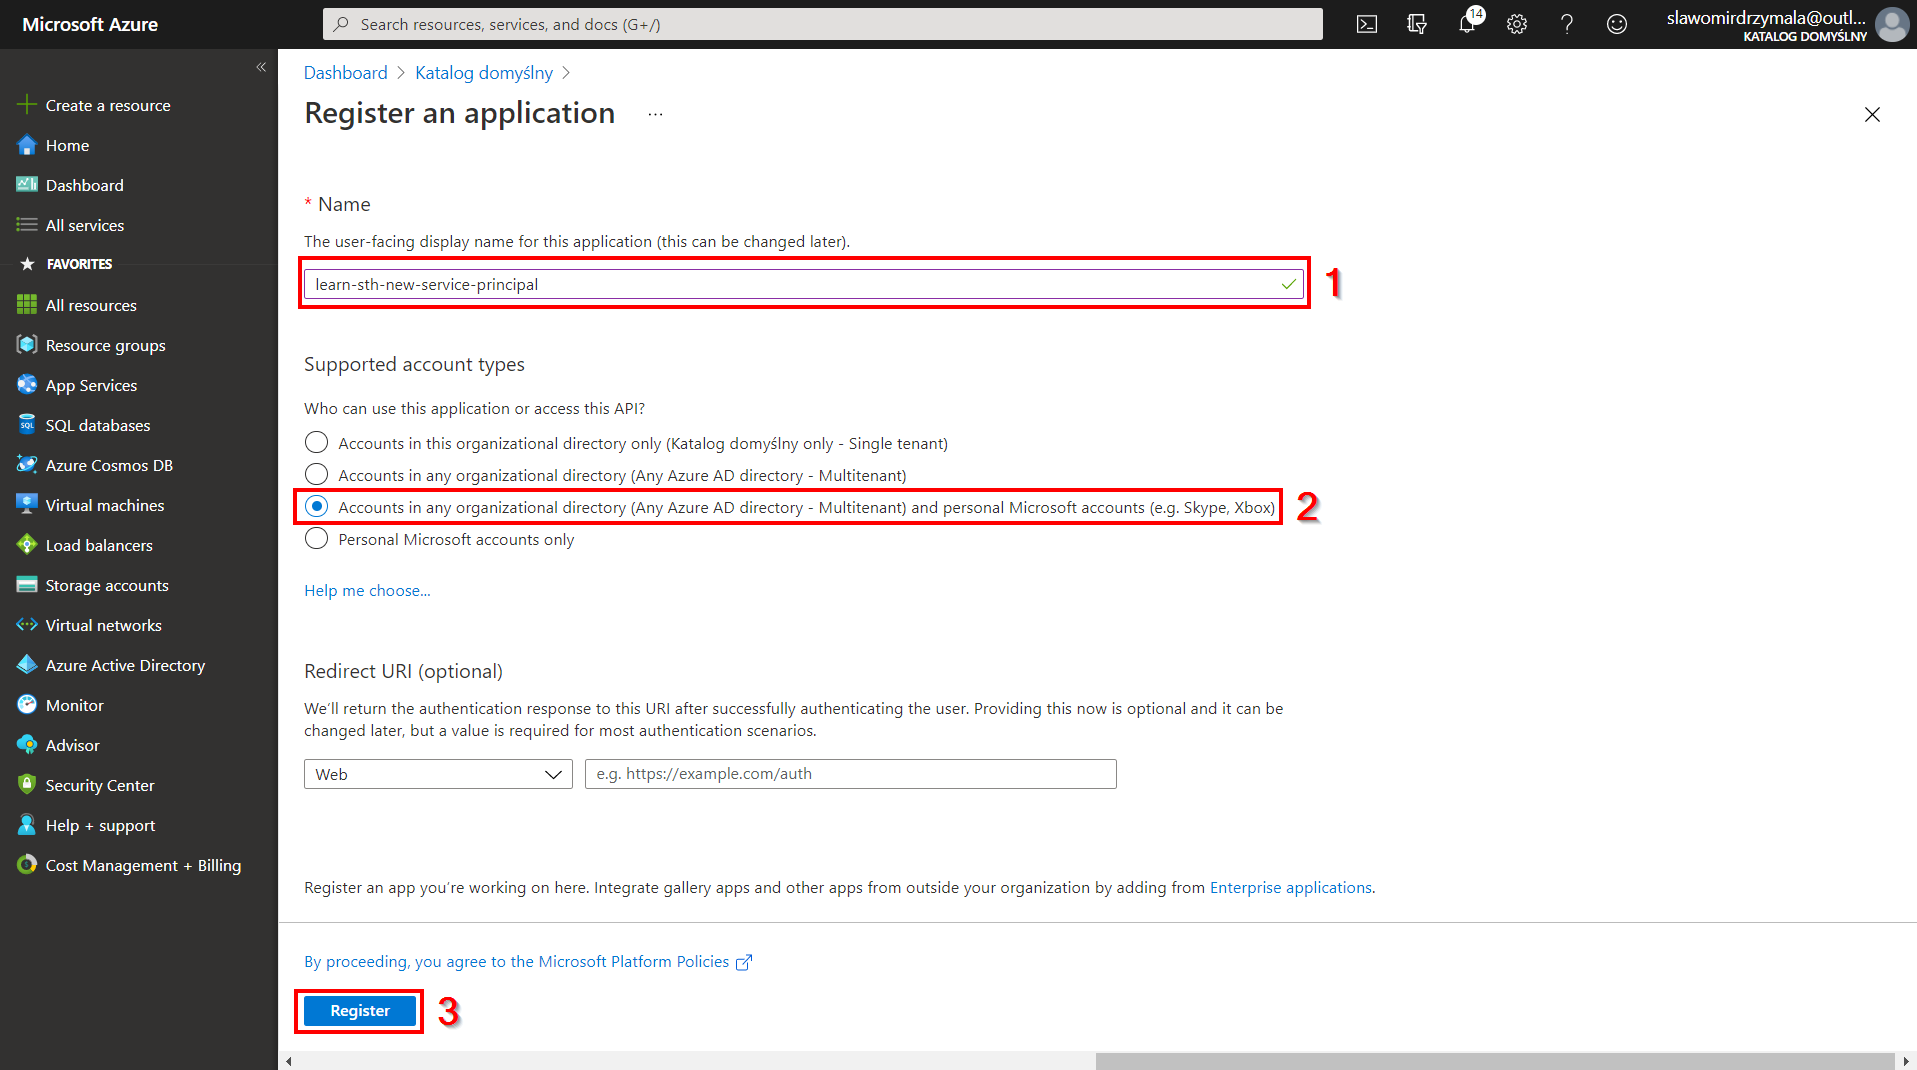 Microsoft Azure
Search resources, services, and docs (G+/)
14
slawomirdrzymala@outl...
KATALOG DOMYŚLNY
«
Create a resource
Home
Dashboard
All services
FAVORITES
All resources
Resource groups
App Services
SQL databases
Azure Cosmos DB
Virtual machines
Load balancers
Storage accounts
Virtual networks
Azure Active Directory
Monitor
Advisor
Security Center
Help + support
Cost Management + Billing
Dashboard > Katalog domyślny >
Register an application ...
* Name
The user-facing display name for this application (this can be changed later).
learn-sth-new-service-principal
1
Supported account types
Who can use this application or access this API?
Accounts in this organizational directory only (Katalog domyślny only - Single tenant)
Accounts in any organizational directory (Any Azure AD directory - Multitenant)
Accounts in any organizational directory (Any Azure AD directory - Multitenant) and personal Microsoft accounts (e.g. Skype, Xbox)
2
Personal Microsoft accounts only
Help me choose...
Redirect URI (optional)
We'll return the authentication response to this URI after successfully authenticating the user. Providing this now is optional and it can be
changed later, but a value is required for most authentication scenarios.
Web
e.g. https://example.com/auth
Register an app you're working on here. Integrate gallery apps and other apps from outside your organization by adding from Enterprise applications.
By proceeding, you agree to the Microsoft Platform Policies
Register
3